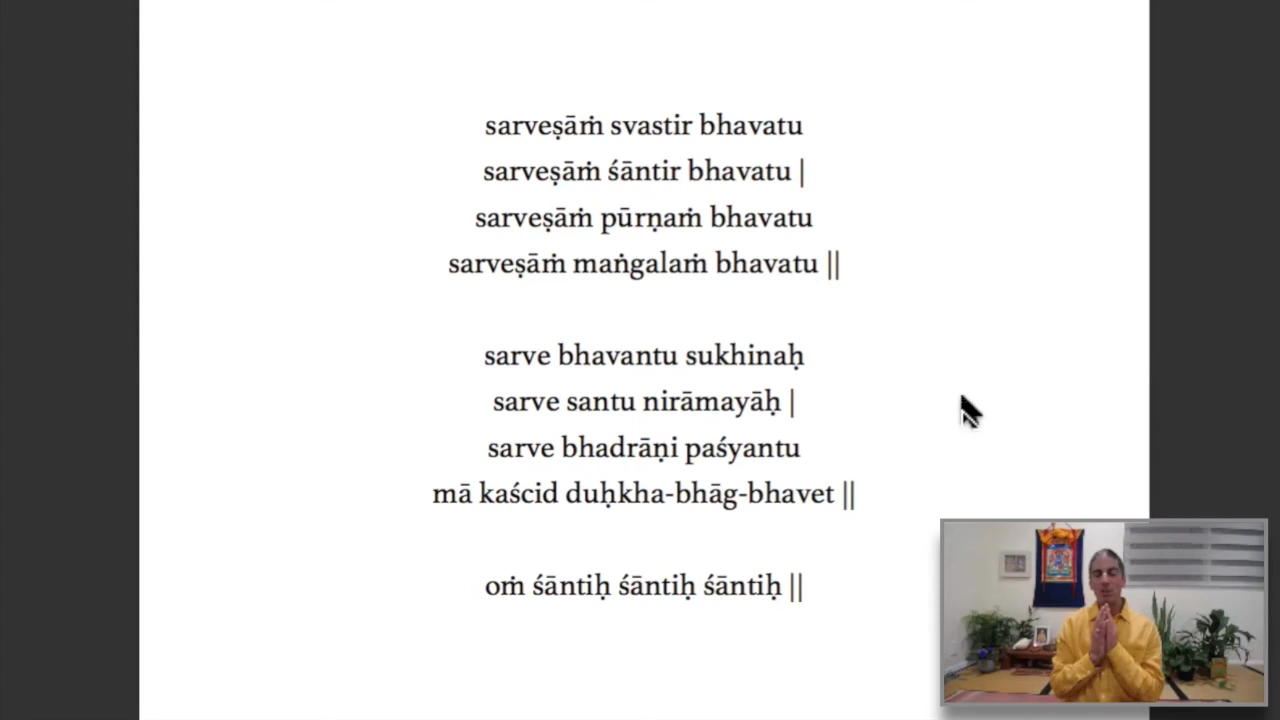 sarveṣāṁ svastir bhavatu
sarveṣāṁ śāntir bhavatu |
sarveṣāṁ pūrṇaṁ bhavatu
sarveṣāṁ maṅgalaṁ bhavatu ||
sarve bhavantu sukhinaḥ
sarve santu nirāmayāḥ |
sarve bhadrāṇi paśyantu
mā kaścid duḥkha-bhāg-bhavet ||
oṁ śāntiḥ śāntiḥ śāntiḥ ||